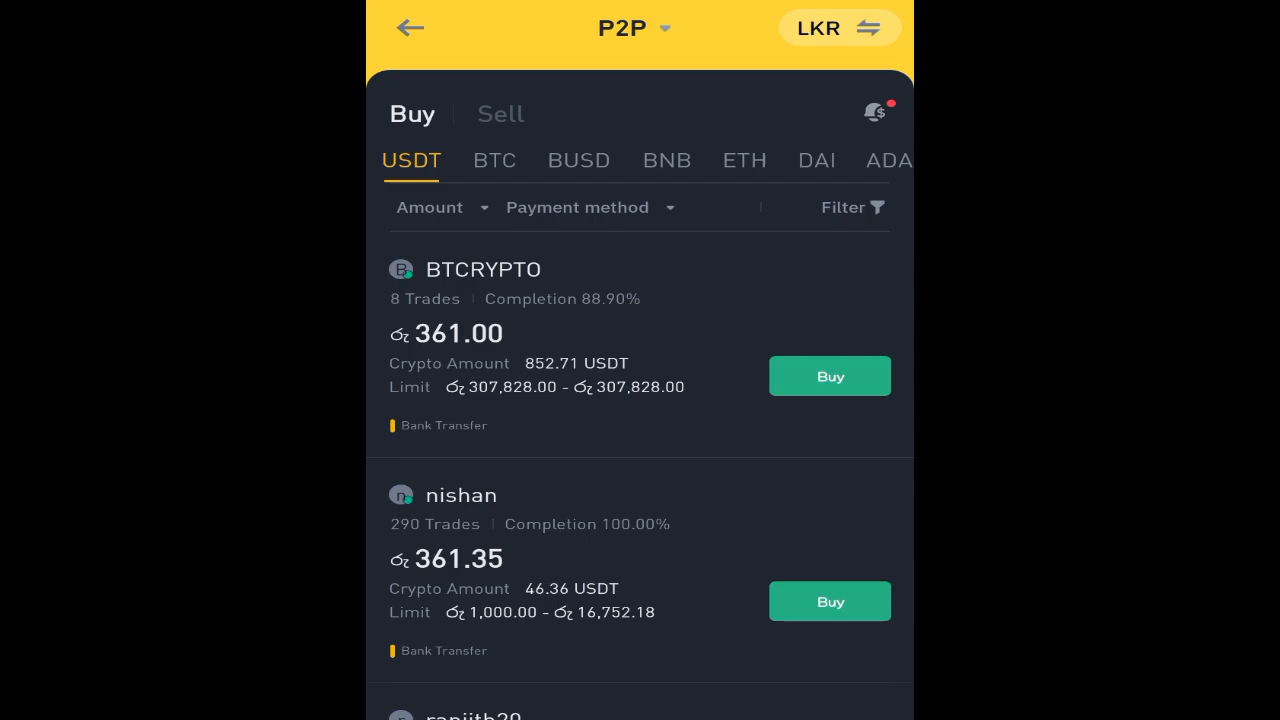 P2P
LKR
Buy Sell
USDT BTC BUSD BNB ETH DAI ADA
Amount Payment method Filter
B BTCRYPTO
8 Trades Completion 88.90%
රු 361.00
Crypto Amount 852.71 USDT
Limit රු 307,828.00 - රු 307,828.00
Buy
Bank Transfer
n nishan
290 Trades Completion 100.00%
රු 361.35
Crypto Amount 46.36 USDT
Limit රු 1,000.00 - රු 16,752.18
Buy
Bank Transfer